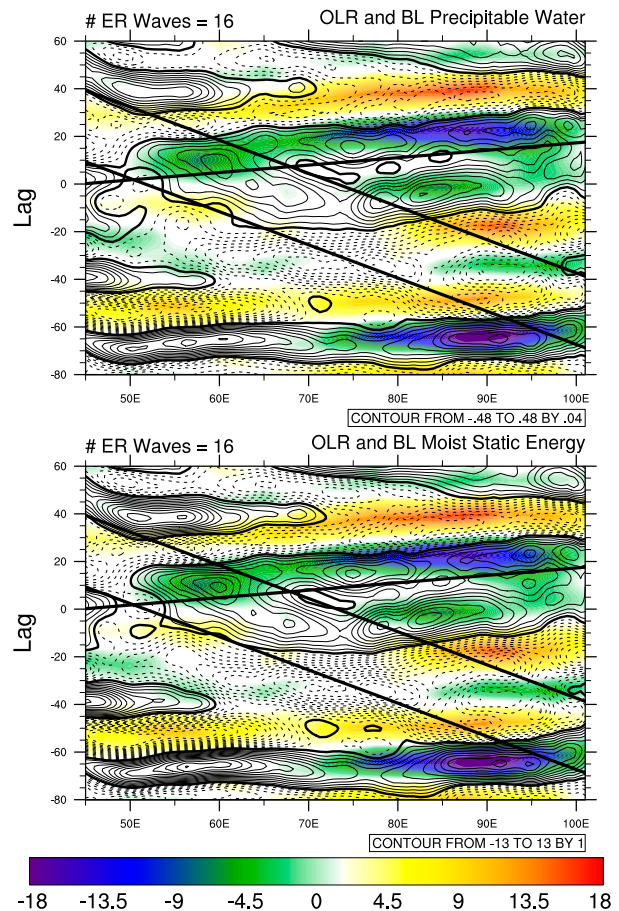 # ER Waves = 16 OLR and BL Precipitable Water
60
40
20
0
-20
-40
-60
-80
Lag
50E 60E 70E 80E 90E 100E
CONTOUR FROM -.48 TO .48 BY .04
# ER Waves = 16 OLR and BL Moist Static Energy
60
40
20
0
-20
-40
-60
-80
Lag
50E 60E 70E 80E 90E 100E
CONTOUR FROM -13 TO 13 BY 1
-18 -13.5 -9 -4.5 0 4.5 9 13.5 18